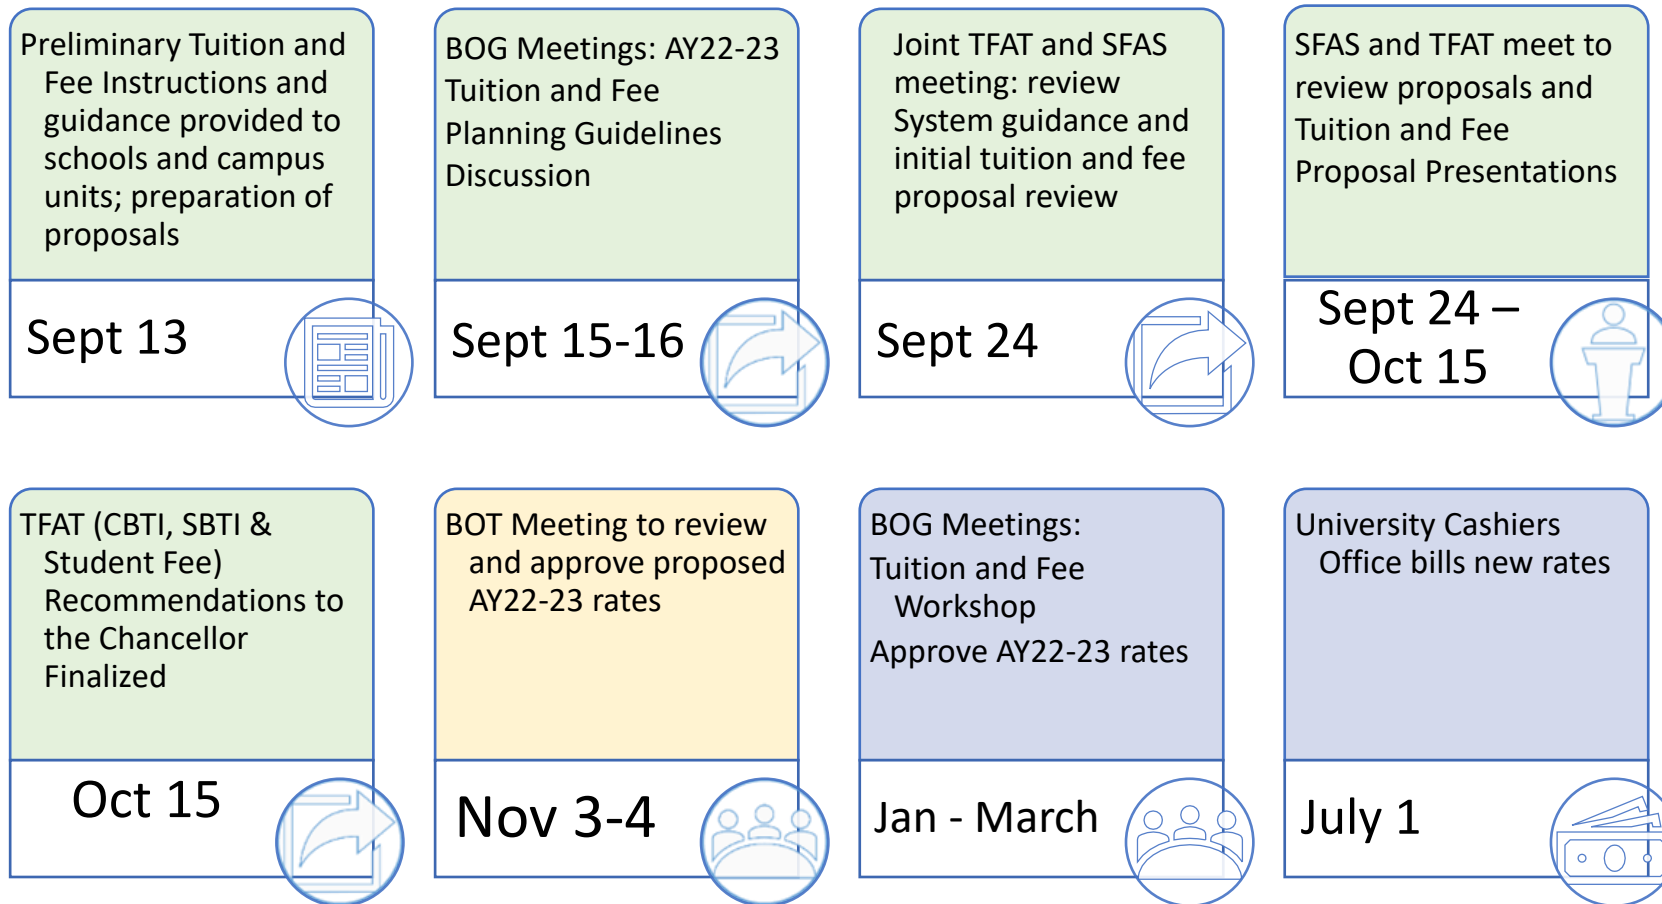 Preliminary Tuition and
Fee Instructions and
guidance provided to
schools and campus
units; preparation of
proposals
Sept 13
BOG Meetings: AY22-23
Tuition and Fee
Planning Guidelines
Discussion
Sept 15-16
Joint TFAT and SFAS
meeting: review
System guidance and
initial tuition and fee
proposal review
Sept 24
SFAS and TFAT meet to
review proposals and
Tuition and Fee
Proposal Presentations
Sept 24 –
Oct 15
TFAT (CBTI, SBTI &
Student Fee)
Recommendations to
the Chancellor
Finalized
Oct 15
BOT Meeting to review
and approve proposed
AY22-23 rates
Nov 3-4
BOG Meetings:
Tuition and Fee
Workshop
Approve AY22-23 rates
Jan - March
University Cashiers
Office bills new rates
July 1